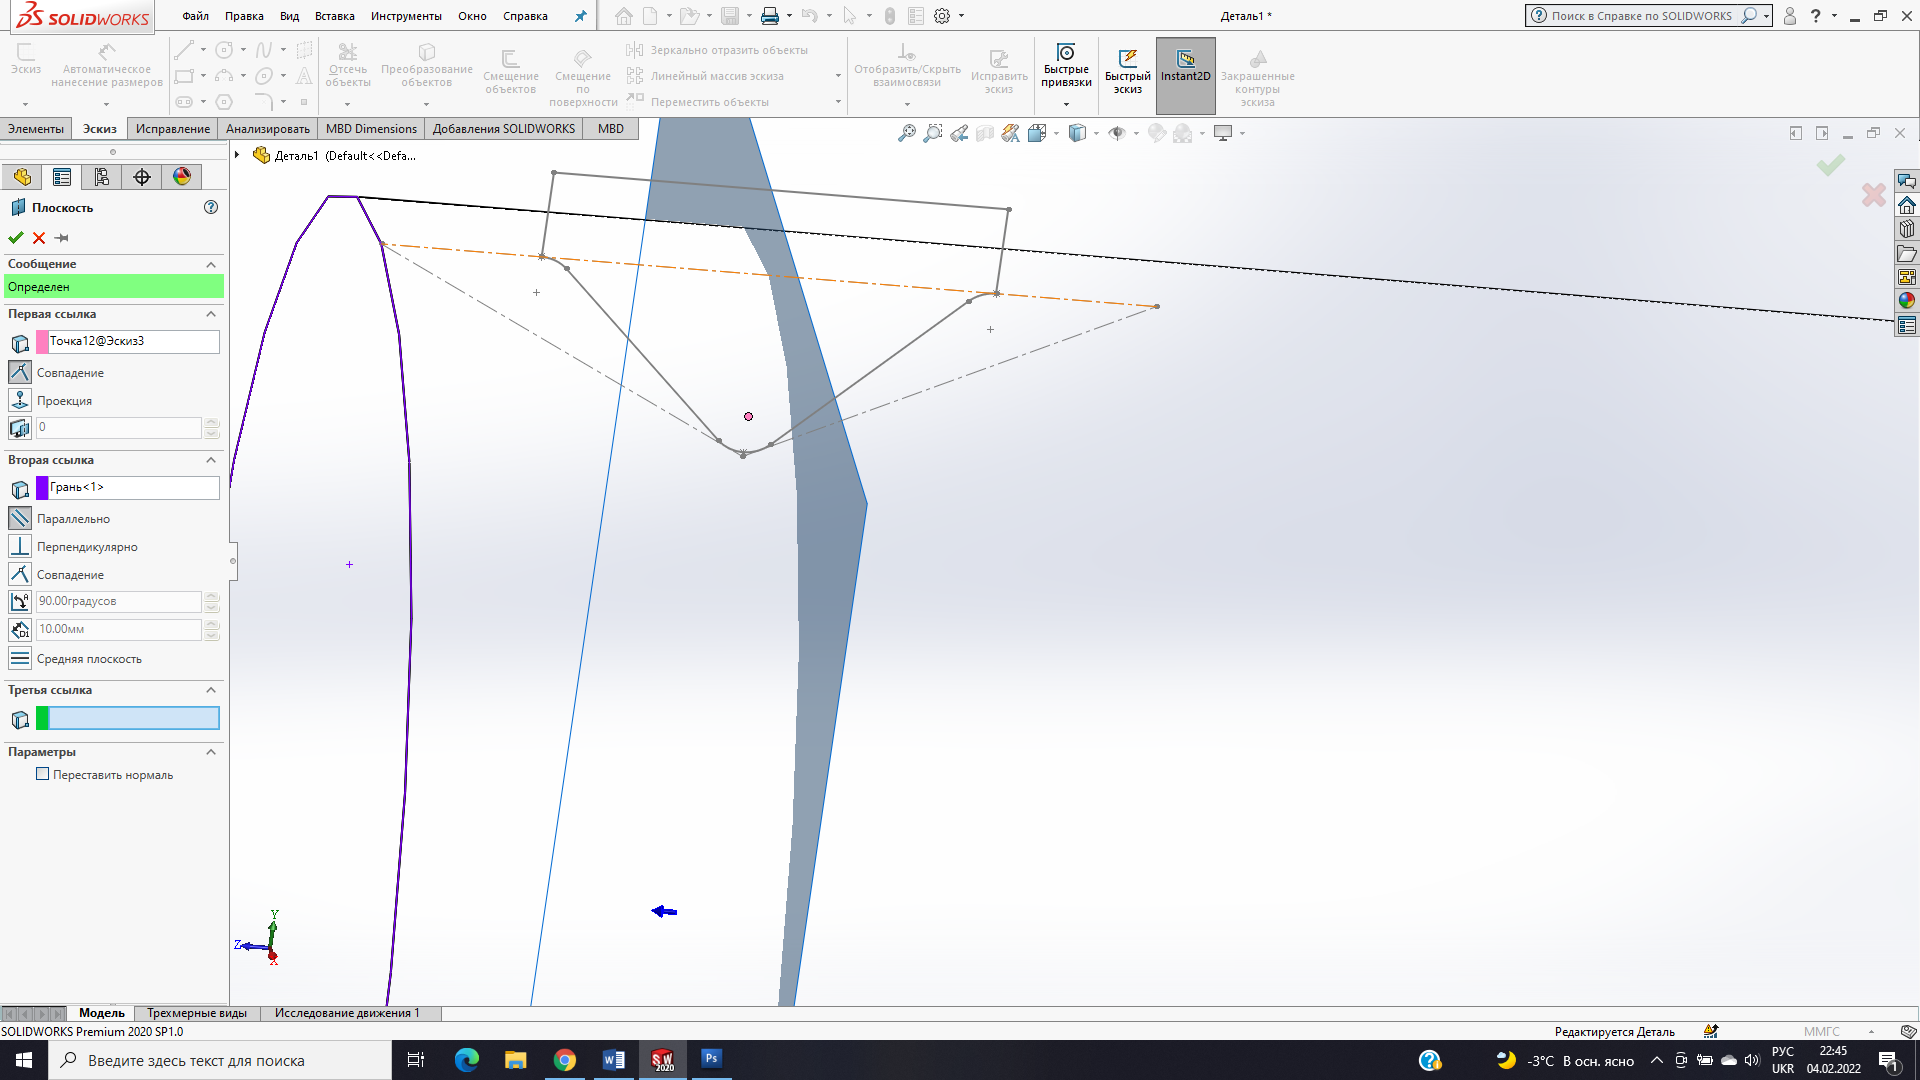 SOLIDWORKS
Файл Правка Вид Вставка Инструменты Окно Справка
Деталь1 *
Поиск в Справке по SOLIDWORKS
Эскиз
Автоматическое нанесение размеров
Отсечь объекты
Преобразование объектов
Смещение объектов
Смещение по поверхности
Зеркально отразить объекты
Линейный массив эскиза
Переместить объекты
Отобразить/Скрыть взаимосвязи
Исправить эскиз
Быстрые привязки
Быстрый эскиз
Instant2D
Закрашенные контуры эскиза
Элементы Эскиз Исправление Анализировать MBD Dimensions Добавления SOLIDWORKS MBD
Деталь1 (Default<<Defa...
Плоскость
Сообщение
Определен
Первая ссылка
Точка12@Эскиз3
Совпадение
Проекция
0
Вторая ссылка
Грань<1>
Параллельно
Перпендикулярно
Совпадение
90.00градусов
10.00мм
Средняя плоскость
Третья ссылка
Параметры
Переставить нормаль
Y
Z
X
Модель Трехмерные виды Исследование движения 1
SOLIDWORKS Premium 2020 SP1.0
Редактируется Деталь
ММГС
Введите здесь текст для поиска
W
SW
2020
Ps
-3°C В осн. ясно
РУС
UKR
22:45
04.02.2022
1